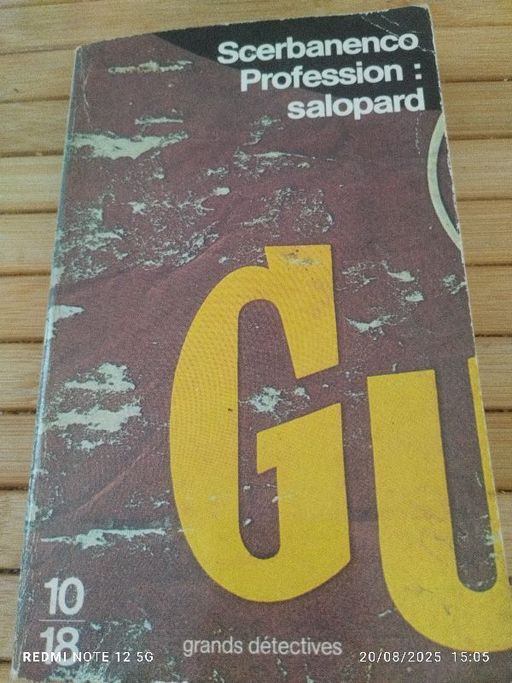 Scerbanenco
Profession :
salopard
GU
10
18
grands détectives
REDMI NOTE 12 5G
20/08/2025 15:05